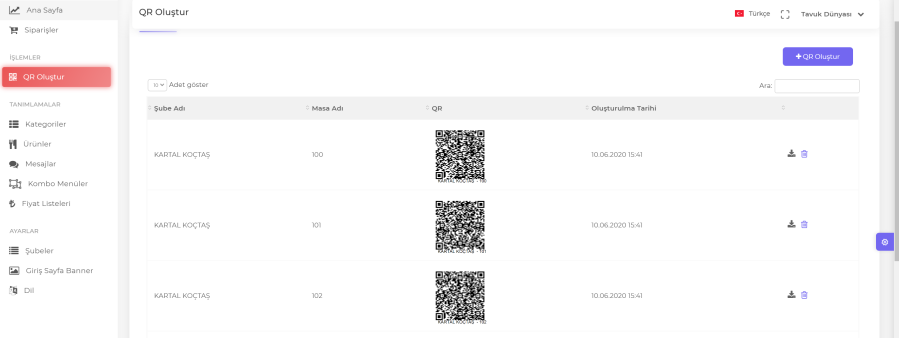 Ana Sayfa
QR Oluştur
Türkçe
Tavuk Dünyası
Siparişler
İŞLEMLER
QR Oluştur
+QR Oluştur
TANIMLAMALAR
Kategoriler
Ürünler
Mesajlar
Kombo Menüler
Fiyat Listeleri
AYARLAR
Şubeler
Giriş Sayfa Banner
Dil
10 Adet göster
Ara:
Şube Adı Masa Adı QR Oluşturulma Tarihi
KARTAL KOÇTAŞ 100 10.06.2020 15:41
KARTAL KOÇTAŞ - 100
KARTAL KOÇTAŞ 101 10.06.2020 15:41
KARTAL KOÇTAŞ - 101
KARTAL KOÇTAŞ 102 10.06.2020 15:41
KARTAL KOÇTAŞ - 102